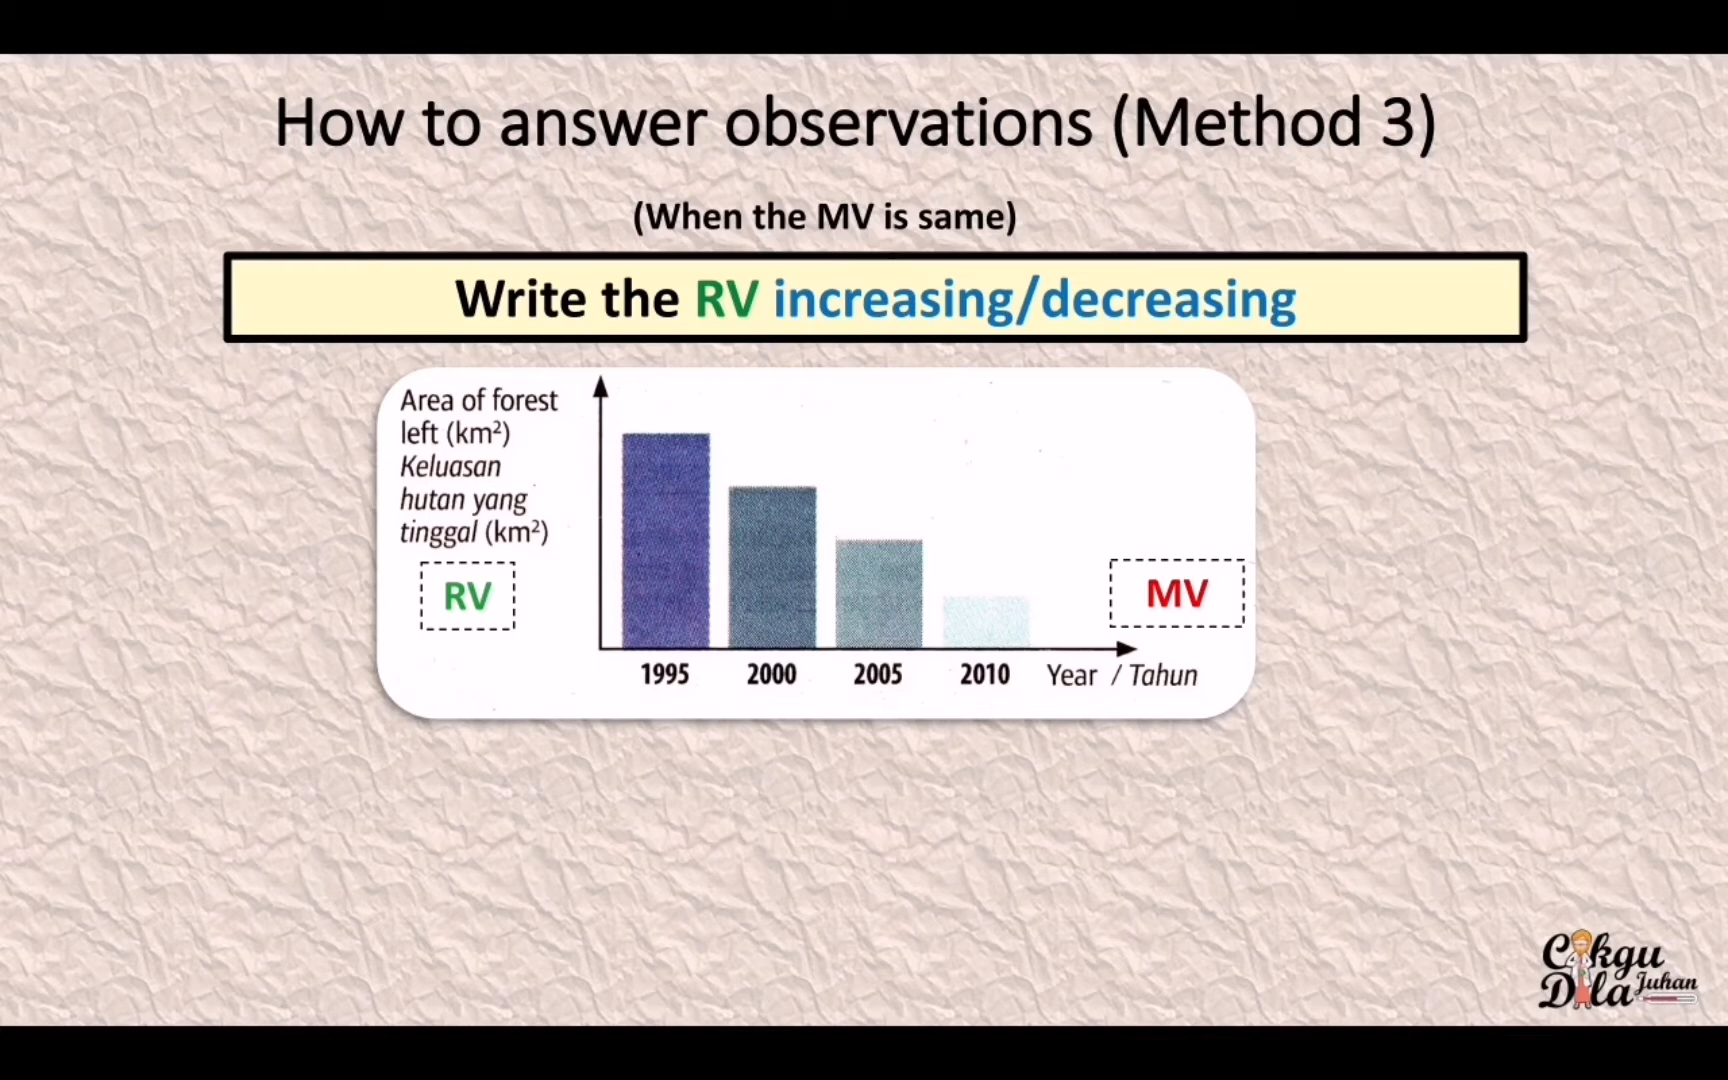 How to answer observations (Method 3)
(When the MV is same)
Write the RV increasing/decreasing
Area of forest
left (km²)
Keluasan
hutan yang
tinggal (km²)
RV
MV
1995 2000 2005 2010 Year / Tahun
Cikgu
Dila Juhan